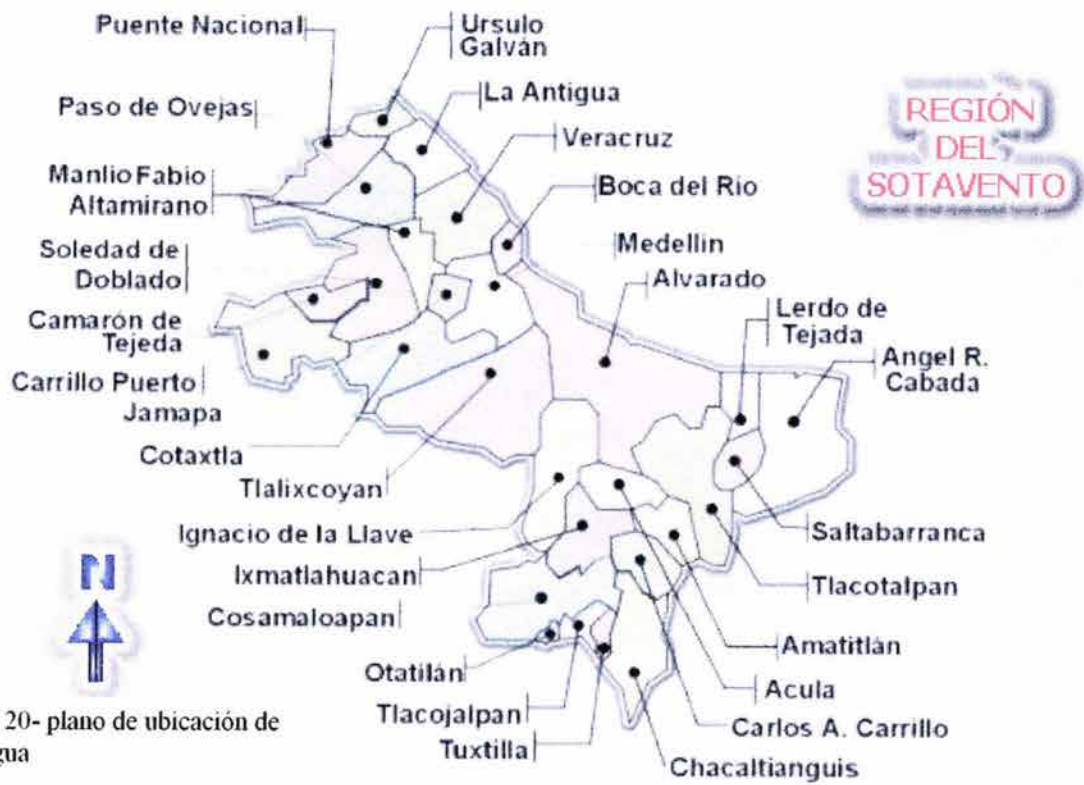 Puente Nacional
Ursulo
Galván
Paso de Ovejas
La Antigua
Veracruz
Manlio Fabio
Altamirano
Boca del Río
Soledad de
Doblado
Medellin
Alvarado
Camarón de
Tejeda
Lerdo de
Tejada
Angel R.
Cabada
Carrillo Puerto
Jamapa
Cotaxtla
Tlalixcoyan
Ignacio de la Llave
Saltabarranca
Ixmatlahuacan
Tlacotalpan
Cosamaloapan
Amatitlán
Otatilán
Acula
Tlacojalpan
Carlos A. Carrillo
Tuxtilla
Chacaltianguis
REGIÓN
DEL
SOTAVENTO
N
20- plano de ubicación de
gua